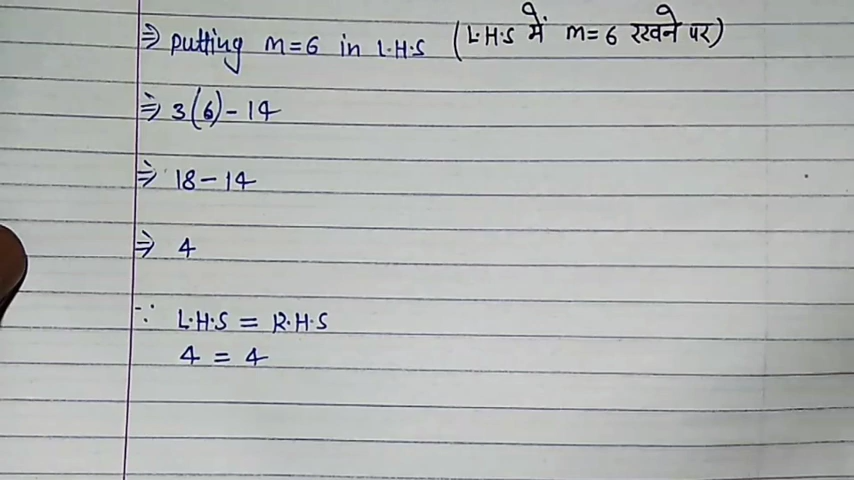 ⇒ putting m=6 in L.H.S (L.H.S में m=6 रखने पर)
⇒ 3(6)-14
⇒ 18-14
⇒ 4
∵ L.H.S = R.H.S
4 = 4